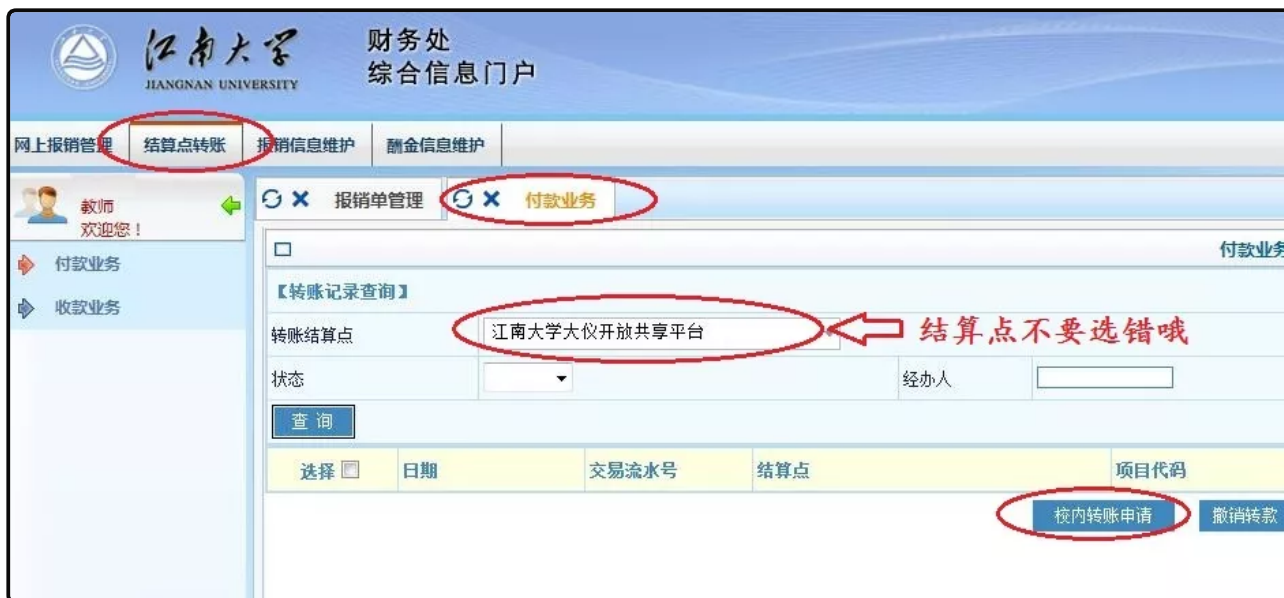 江南大学
JIANGNAN UNIVERSITY
财务处
综合信息门户
网上报销管理 结算点转账 报销信息维护 酬金信息维护
教师
欢迎您！
报销单管理 付款业务
付款业务
收款业务
付款业务
【转账记录查询】
转账结算点 江南大学大仪开放共享平台 结算点不要选错哦
状态 经办人
查询
选择 日期 交易流水号 结算点 项目代码
校内转账申请 撤销转款